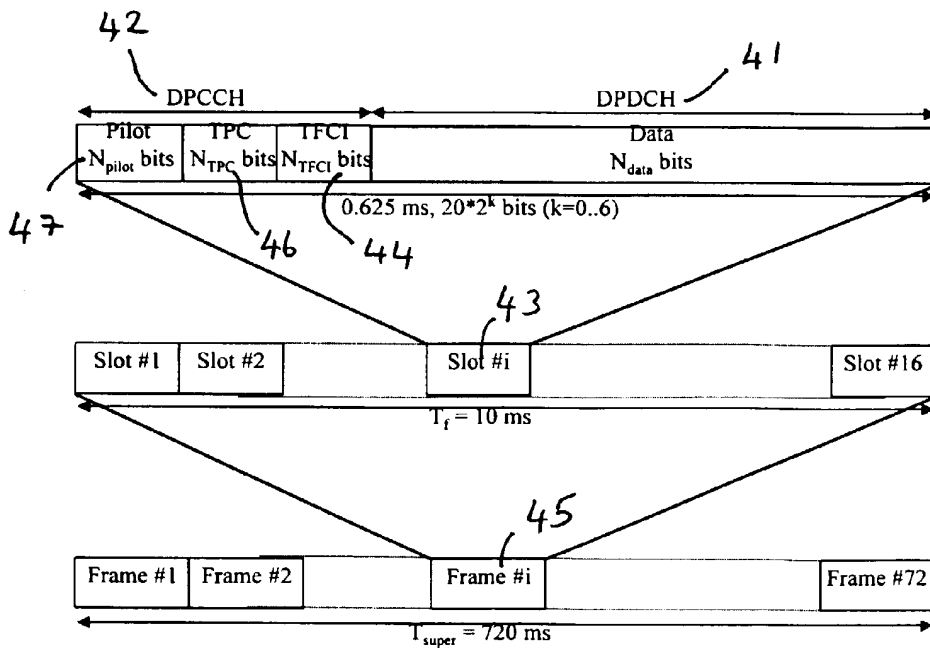 42
41
DPCCH DPDCH
Pilot TPC TFCI Data
N_pilot bits N_TPC bits N_TFCI bits N_data bits
0.625 ms, 20*2^k bits (k=0..6)
47
46
44
43
Slot #1 Slot #2 Slot #i Slot #16
T_f = 10 ms
45
Frame #1 Frame #2 Frame #i Frame #72
T_super = 720 ms